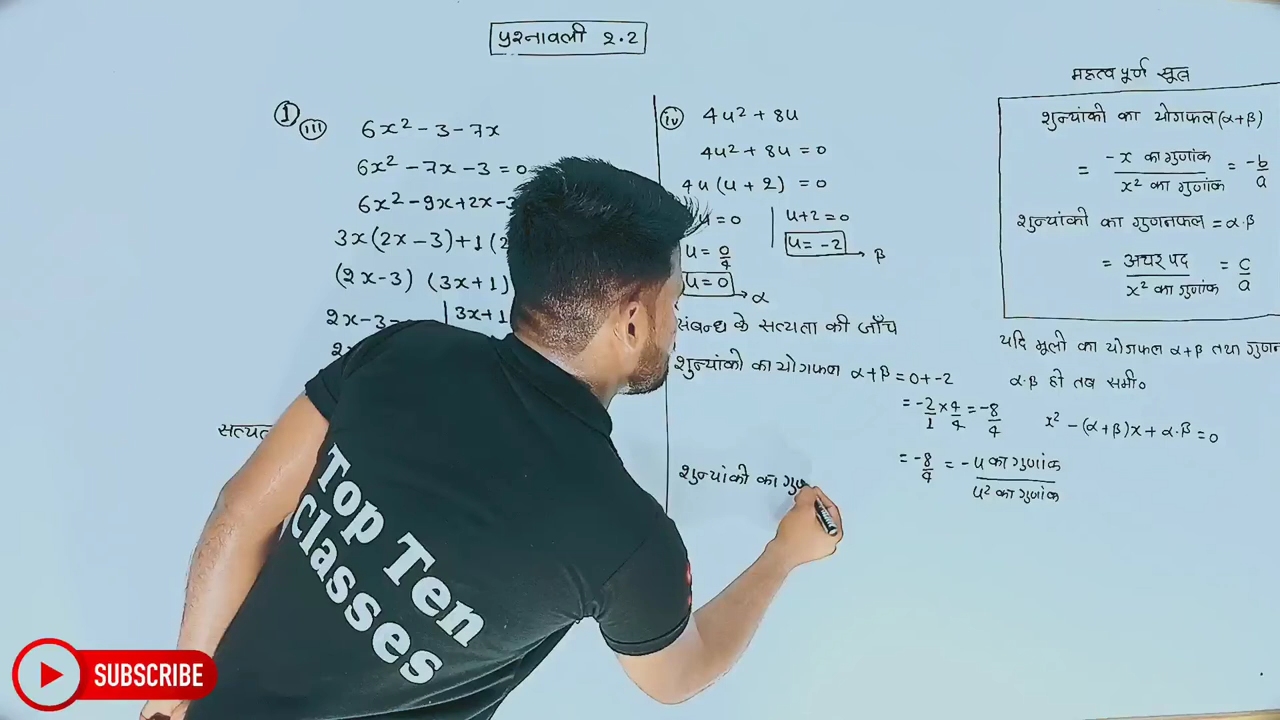 प्रश्नावली 2.2
① ⓘⓘⓘ 6x² - 3 - 7x
6x² - 7x - 3 = 0
6x² - 9x + 2x - 3
3x(2x - 3) + 1 (2
(2x-3) (3x+1)
2x - 3 | 3x + 1
सत्यता
iv 4u² + 8u
4u² + 8u = 0
4u (u + 2) = 0
u = 0 | u+2 = 0
u = 0/4 u = -2 → β
u = 0 → α
संबन्ध के सत्यता की जाँच
शुन्यांको का योगफल α+β = 0 + -2
= -2/1 × 4/4 = -8/4
= -8/4 = -u का गुणांक / u² का गुणांक
शुन्यांको का गुण
महत्वपूर्ण सूत्र
शुन्यांको का योगफल (α+β)
= -x का गुणांक / x² का गुणांक = -b/a
शुन्यांको का गुणनफल = α·β
= अचर पद / x² का गुणांक = c/a
यदि मूलो का योगफल α+β तथा गुणन
α·β हो तब समी०
x² - (α+β)x + α·β = 0
Top Ten
Classes
SUBSCRIBE